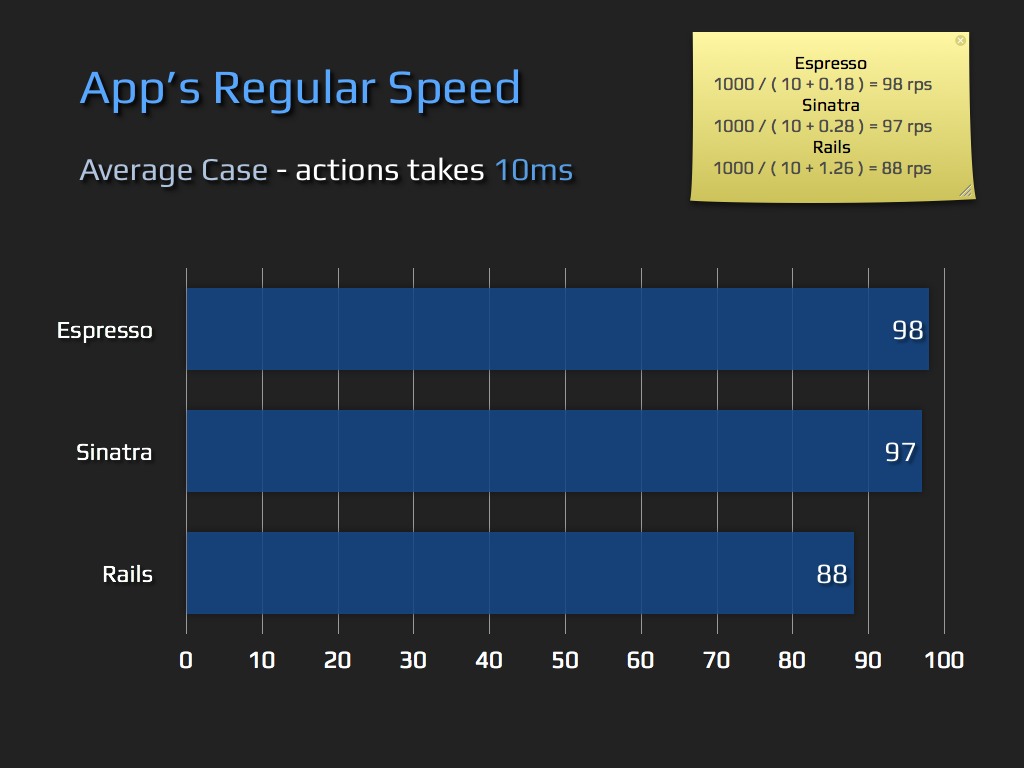 App’s Regular Speed
Average Case - actions takes 10ms
Espresso
1000 / ( 10 + 0.18 ) = 98 rps
Sinatra
1000 / ( 10 + 0.28 ) = 97 rps
Rails
1000 / ( 10 + 1.26 ) = 88 rps
Espresso 98
Sinatra 97
Rails 88
0 10 20 30 40 50 60 70 80 90 100